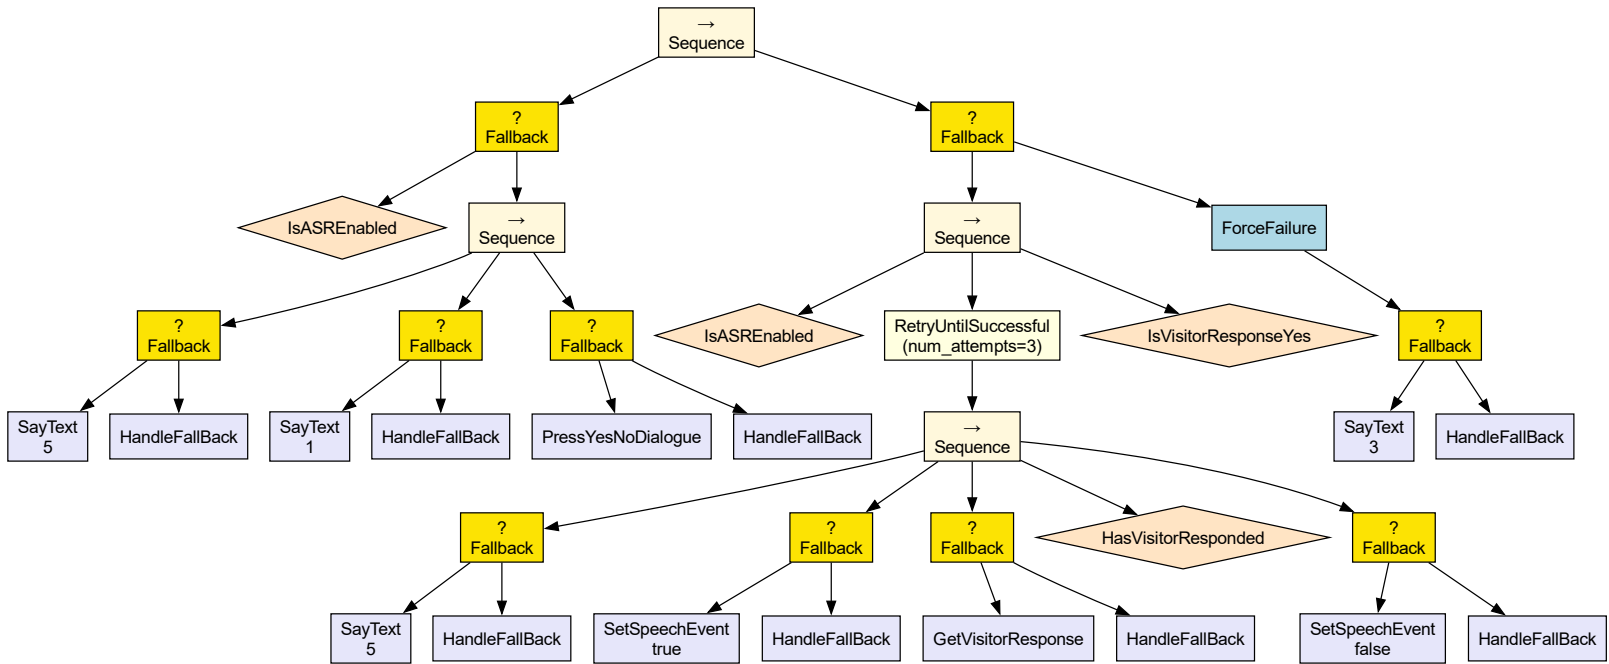 →
Sequence
?
Fallback
?
Fallback
IsASREnabled
→
Sequence
→
Sequence
ForceFailure
?
Fallback
?
Fallback
?
Fallback
IsASREnabled
RetryUntilSuccessful
(num_attempts=3)
IsVisitorResponseYes
?
Fallback
SayText
5
HandleFallBack
SayText
1
HandleFallBack
PressYesNoDialogue
HandleFallBack
→
Sequence
SayText
3
HandleFallBack
?
Fallback
?
Fallback
?
Fallback
HasVisitorResponded
?
Fallback
SayText
5
HandleFallBack
SetSpeechEvent
true
HandleFallBack
GetVisitorResponse
HandleFallBack
SetSpeechEvent
false
HandleFallBack